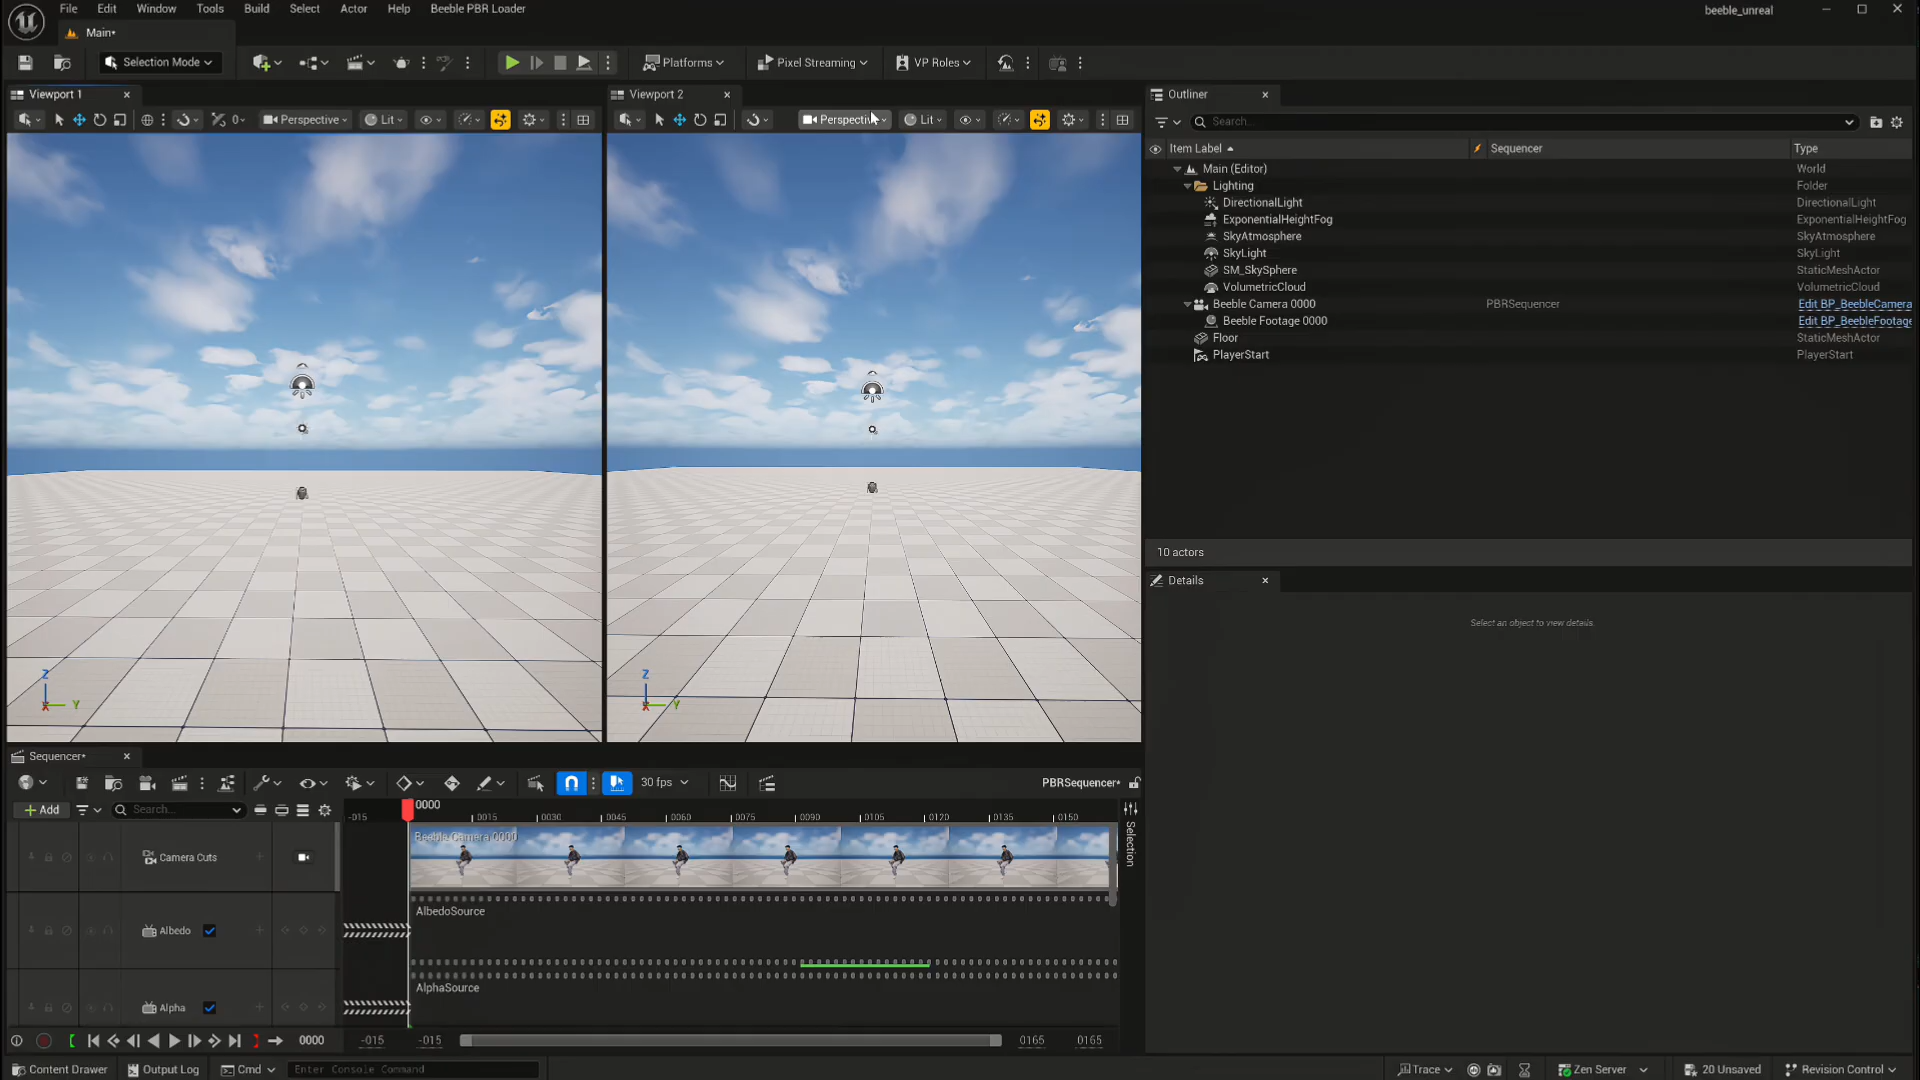 File Edit Window Tools Build Select Actor Help Beeble PBR Loader
beeble_unreal
Main*
Selection Mode
Platforms
Pixel Streaming
VP Roles
Viewport 1
Viewport 2
Outliner
0
Perspective
Lit
Perspective
Lit
Search...
Item Label
Sequencer
Type
Main (Editor)
World
Lighting
Folder
DirectionalLight
DirectionalLight
ExponentialHeightFog
ExponentialHeightFog
SkyAtmosphere
SkyAtmosphere
SkyLight
SkyLight
SM_SkySphere
StaticMeshActor
VolumetricCloud
VolumetricCloud
Beeble Camera 0000
PBRSequencer
Edit BP_BeebleCamera
Beeble Footage 0000
Edit BP_BeebleFootage
Floor
StaticMeshActor
PlayerStart
PlayerStart
10 actors
Details
Select an object to view details.
Z
X
Y
Z
X
Y
Sequencer*
30 fps
PBRSequencer*
Add
Search...
-015
0000
0015 0030 0045 0060 0075 0090 0105 0120 0135 0150
Selection
Beeble Camera 0000
Camera Cuts
AlbedoSource
Albedo
AlphaSource
Alpha
0000
-015
-015
0165
0165
Content Drawer
Output Log
Cmd
Enter Console Command
Trace
Zen Server
20 Unsaved
Revision Control